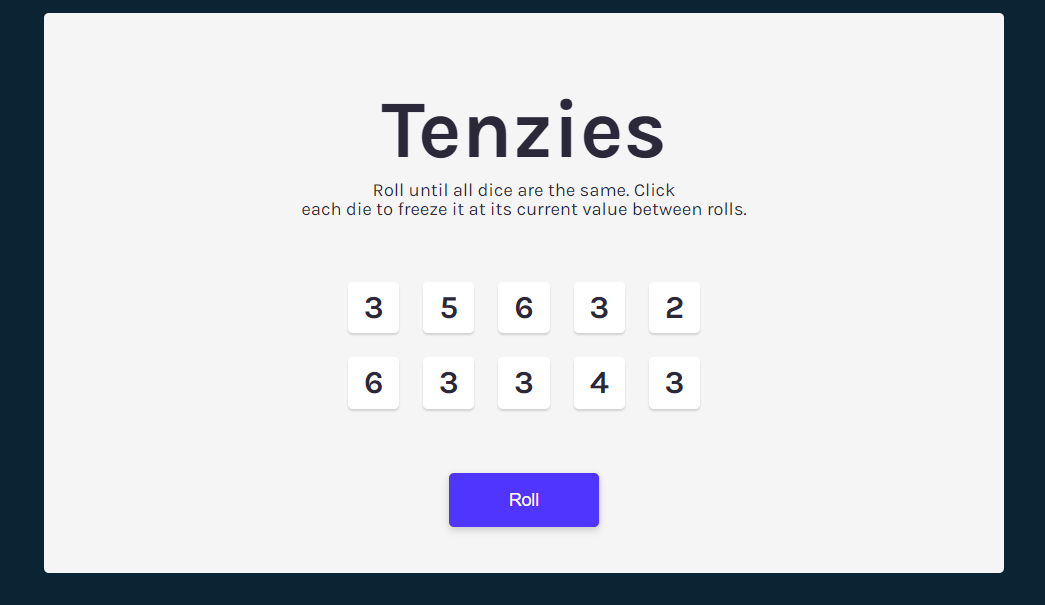 Tenzies
Roll until all dice are the same. Click
each die to freeze it at its current value between rolls.
3 5 6 3 2
6 3 3 4 3
Roll